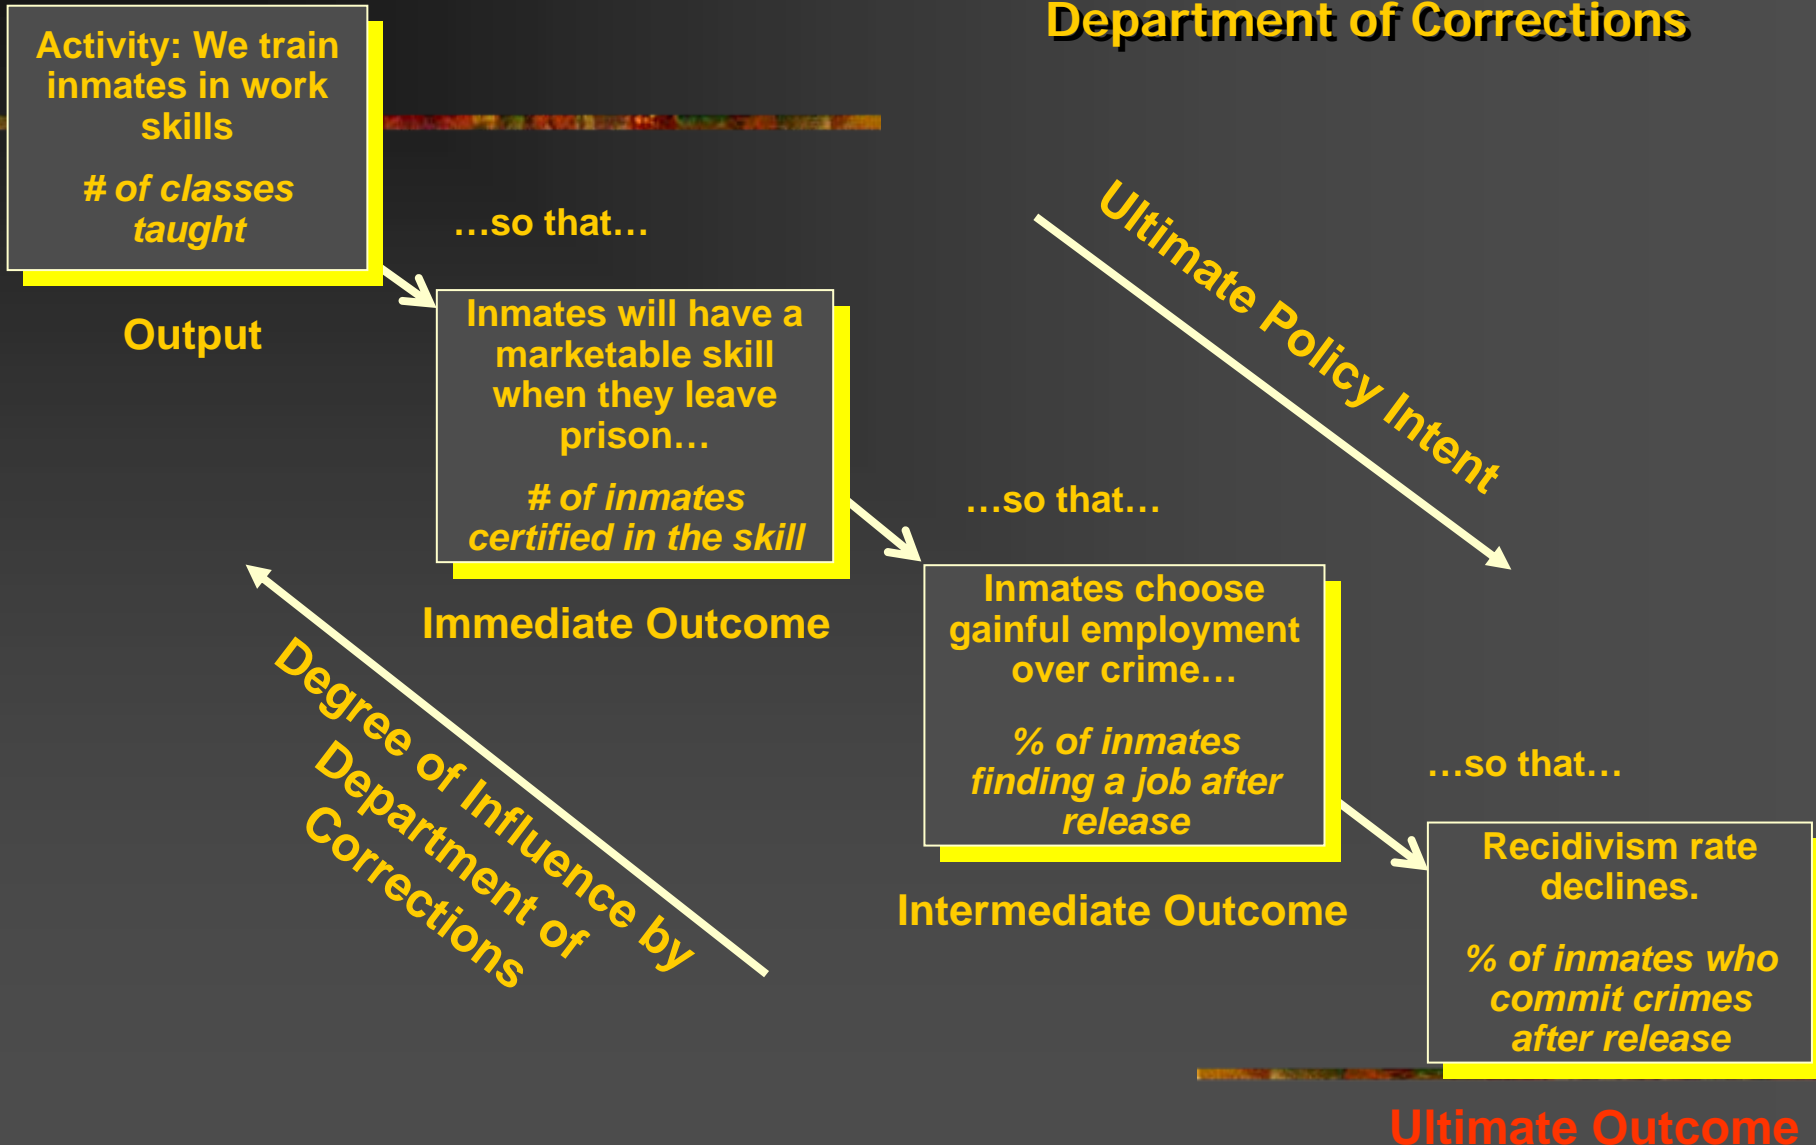 Department of Corrections
Activity: We train
inmates in work
skills
# of classes
taught
Output
…so that…
Inmates will have a
marketable skill
when they leave
prison…
# of inmates
certified in the skill
Immediate Outcome
Ultimate Policy Intent
…so that…
Inmates choose
gainful employment
over crime…
% of inmates
finding a job after
release
Intermediate Outcome
Degree of Influence by
Department of
Corrections
…so that…
Recidivism rate
declines.
% of inmates who
commit crimes
after release
Ultimate Outcome